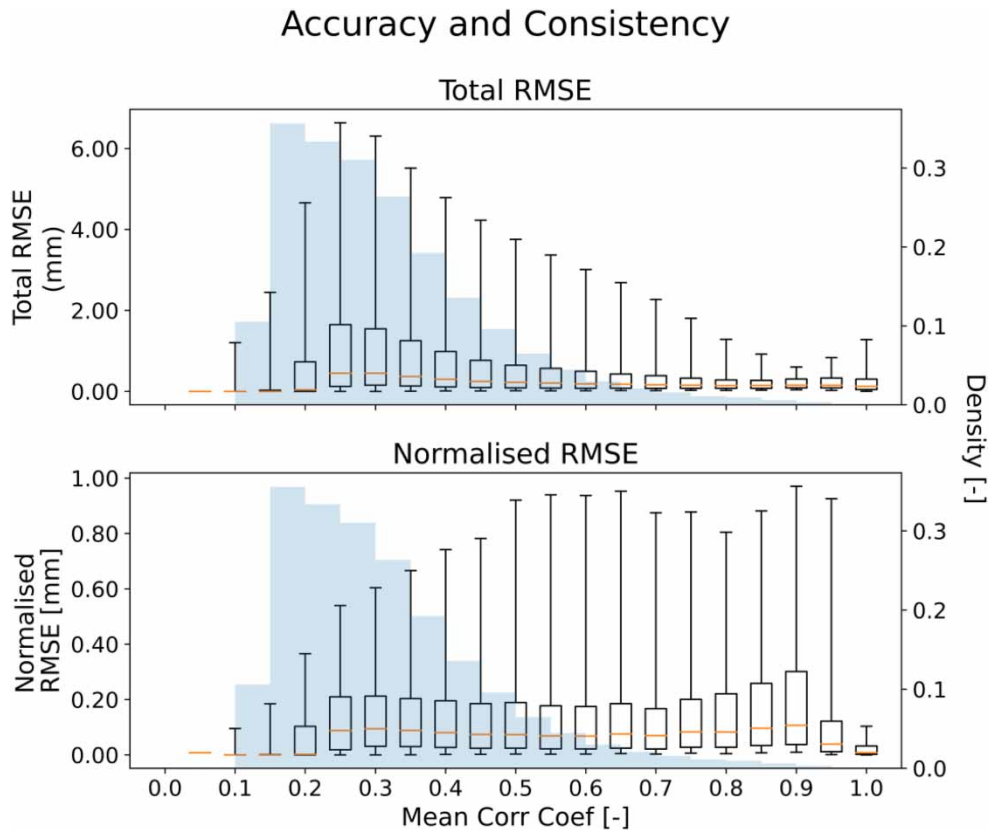 Accuracy and Consistency
Total RMSE
Total RMSE
(mm)
6.00
4.00
2.00
0.00
0.3
0.2
0.1
0.0
Density [-]
Normalised RMSE
Normalised
RMSE [mm]
1.00
0.80
0.60
0.40
0.20
0.00
0.3
0.2
0.1
0.0
0.0 0.1 0.2 0.3 0.4 0.5 0.6 0.7 0.8 0.9 1.0
Mean Corr Coef [-]